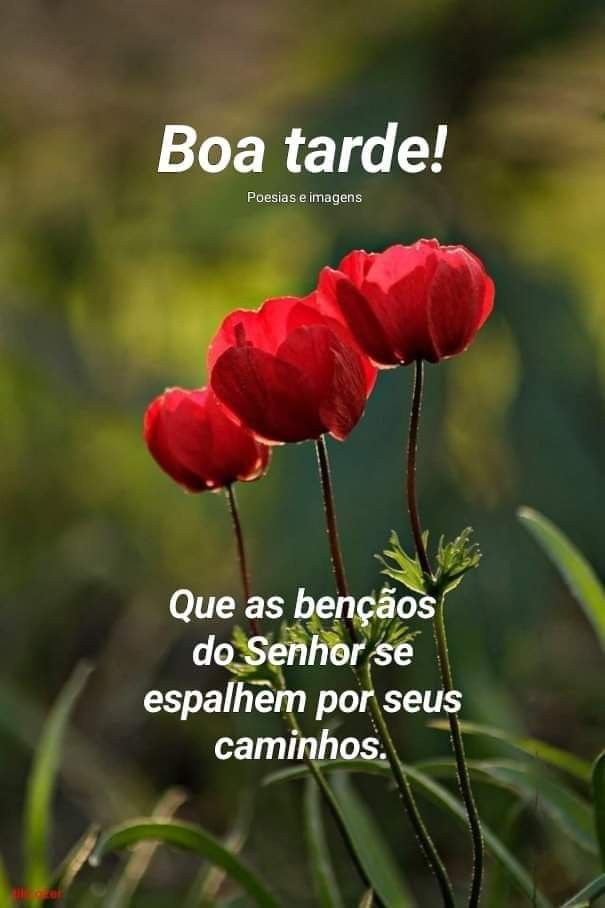 Boa tarde!
Poesias e imagens
Que as bençãos
do Senhor se
espalhem por seus
caminhos.